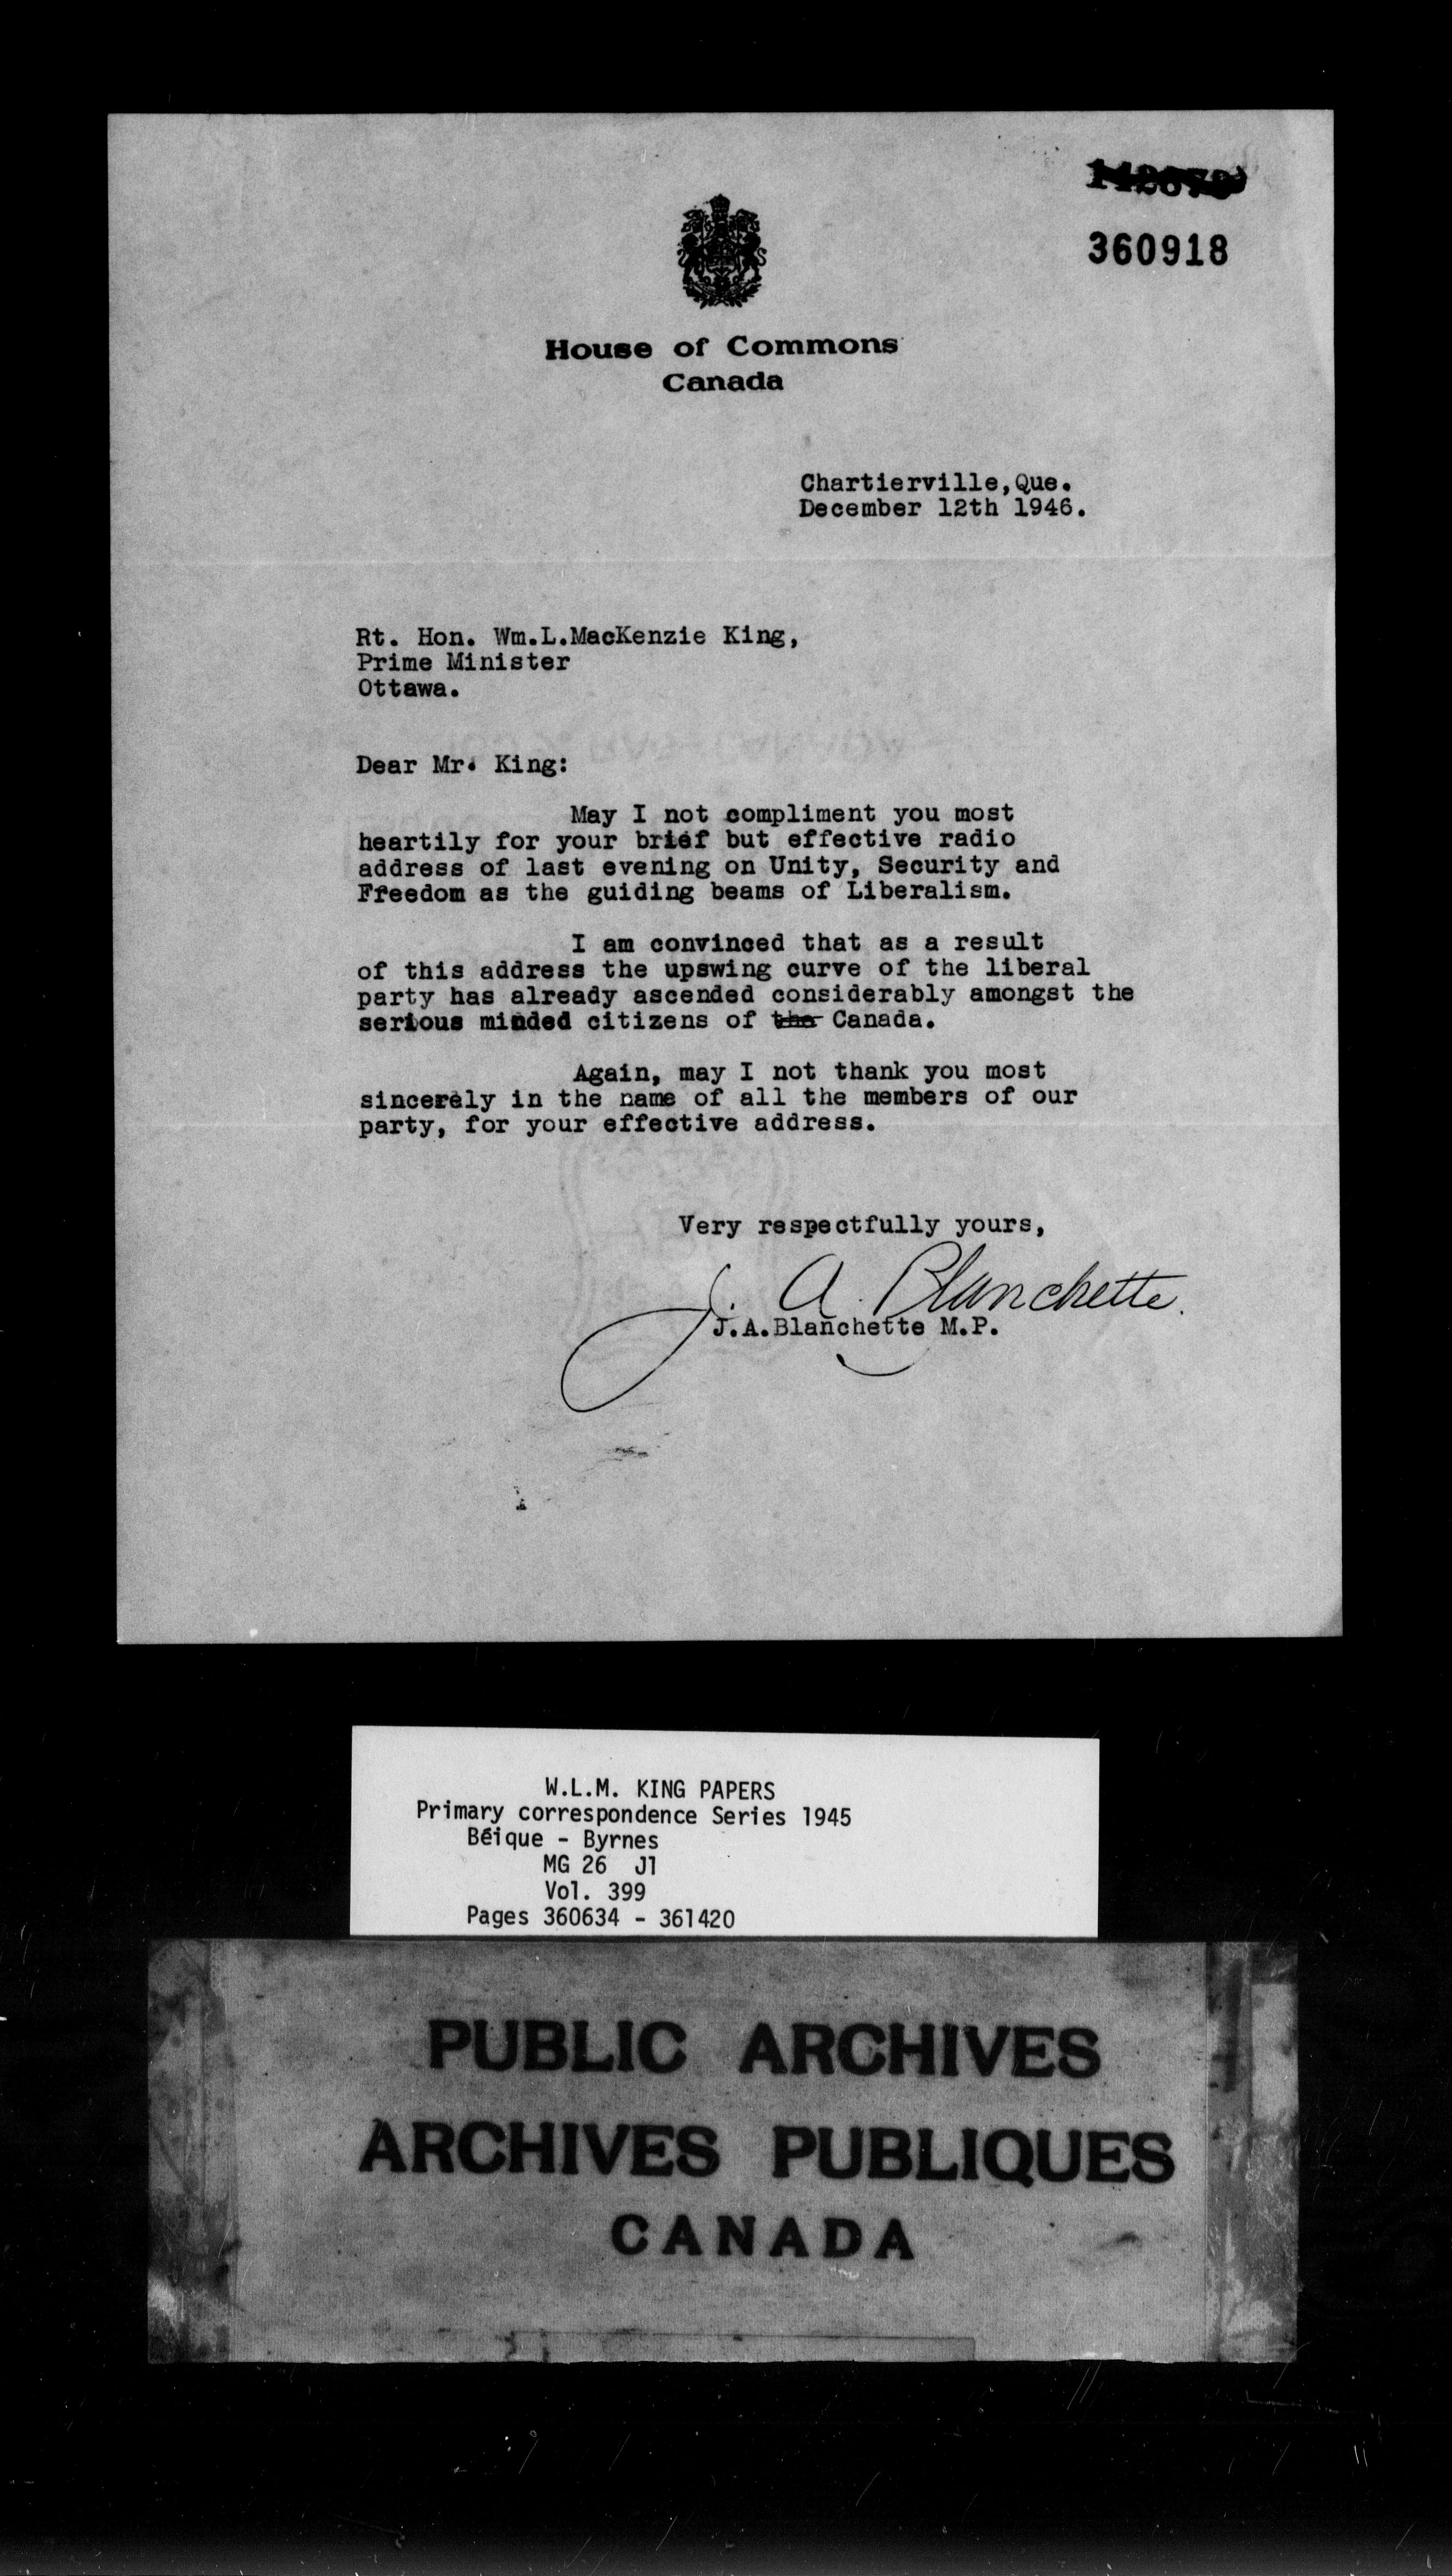 360918
House of Commons
Canada
Chartierville,Que.
December 12th 1946.
Rt. Hon. Wm.L.MacKenzie King,
Prime Minister
Ottawa.
Dear Mr. King:
May I not compliment you most
heartily for your brief but effective radio
address of last evening on Unity, Security and
Freedom as the guiding beams of Liberalism.
I am convinced that as a result
of this address the upswing curve of the liberal
party has already ascended considerably amongst the
serious minded citizens of the Canada.
Again, may I not thank you most
sincerely in the name of all the members of our
party, for your effective address.
Very respectfully yours,
J. A. Blanchette.
J.A.Blanchette M.P.
W.L.M. KING PAPERS
Primary correspondence Series 1945
Béique - Byrnes
MG 26 J1
Vol. 399
Pages 360634 - 361420
PUBLIC ARCHIVES
ARCHIVES PUBLIQUES
CANADA